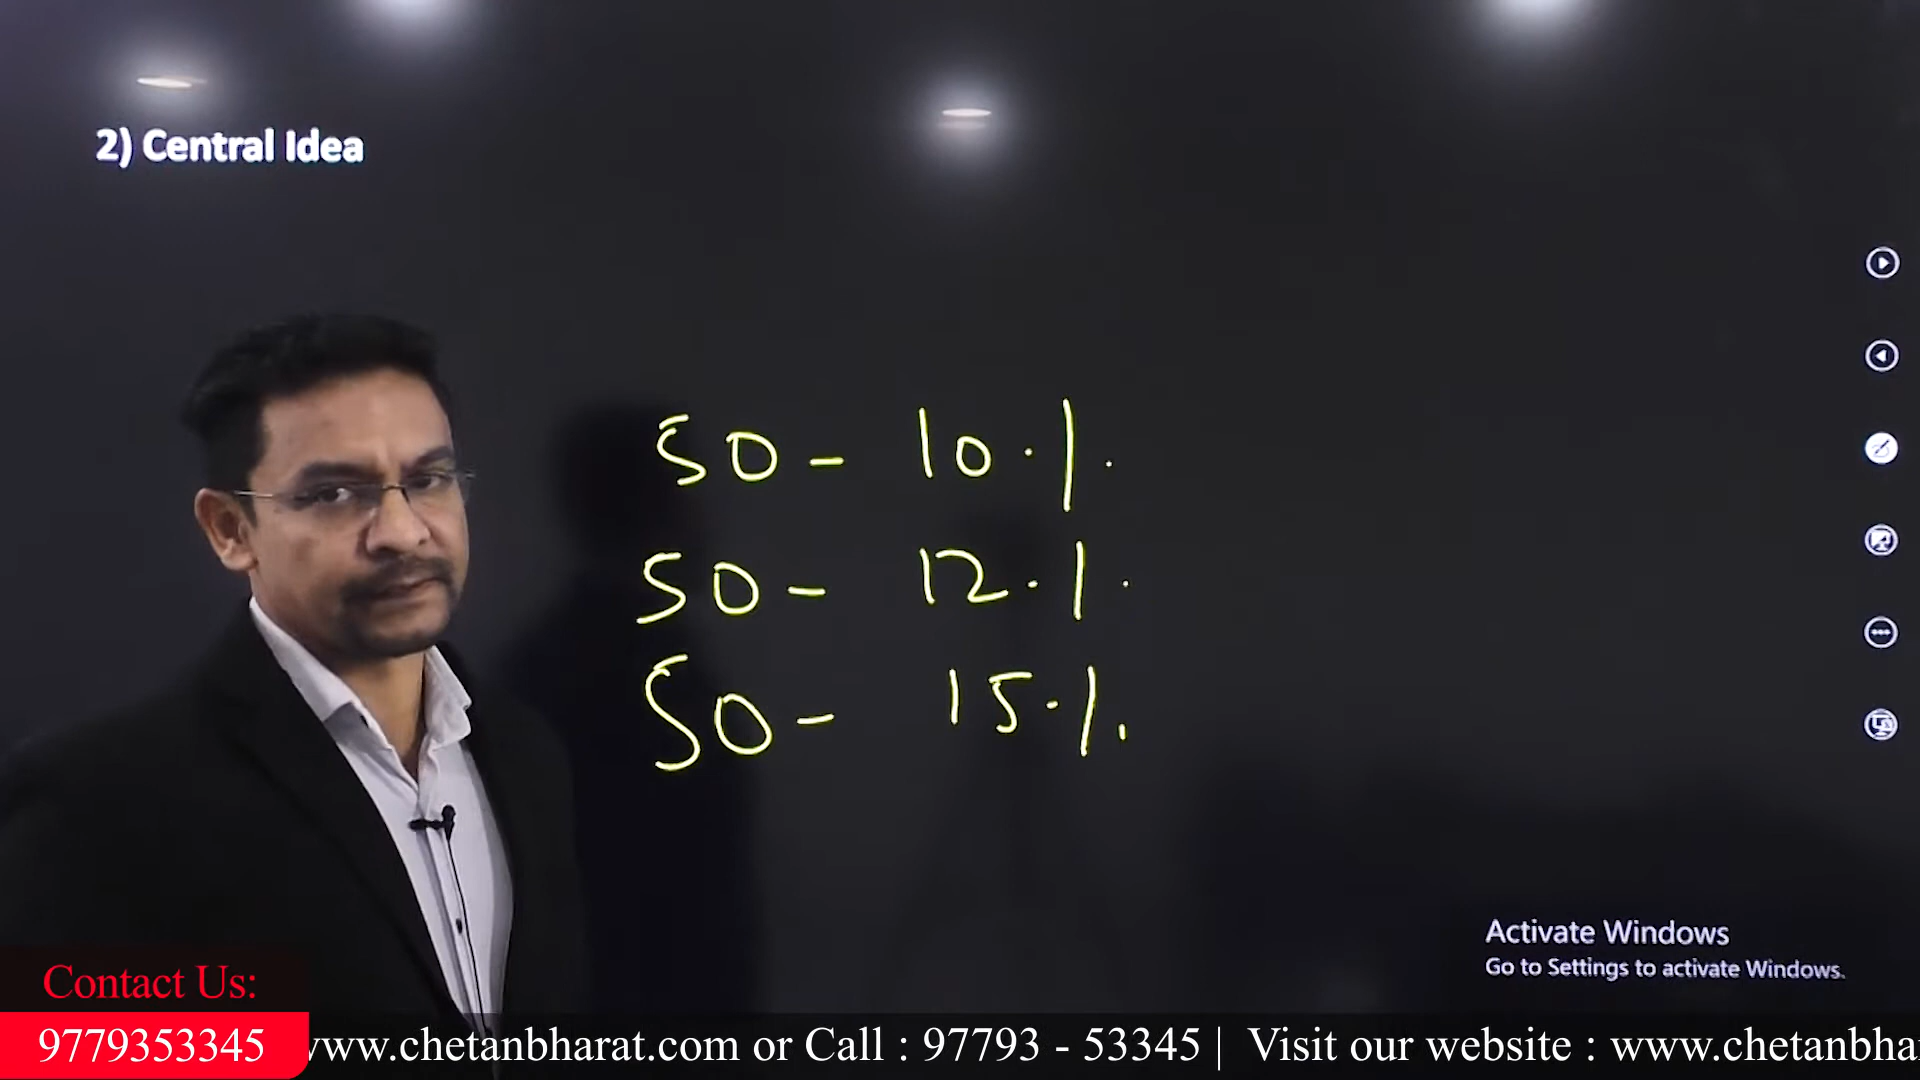 2) Central Idea
50 - 10%
50 - 12%
50 - 15%
Activate Windows
Go to Settings to activate Windows.
Contact Us:
9779353345
www.chetanbharat.com or Call : 97793 - 53345 | Visit our website : www.chetanbha